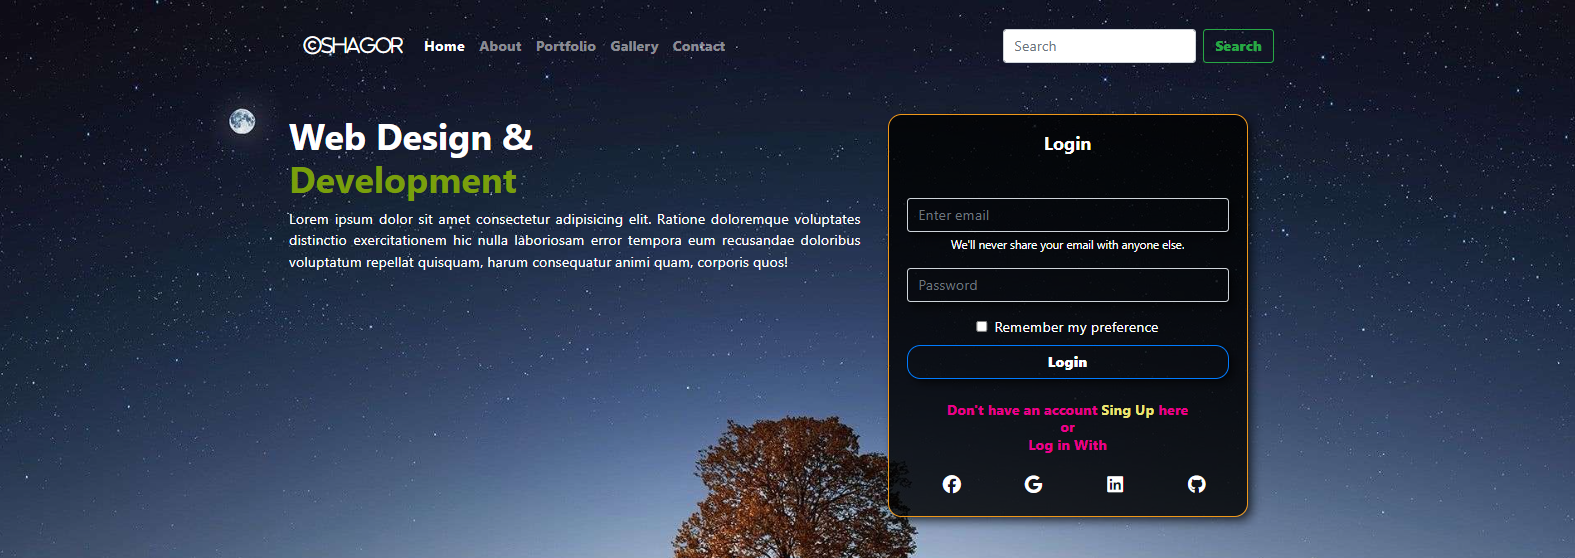 ©SHAGOR Home About Portfolio Gallery Contact Search Search
Web Design &
Development
Lorem ipsum dolor sit amet consectetur adipisicing elit. Ratione doloremque voluptates
distinctio exercitationem hic nulla laboriosam error tempora eum recusandae doloribus
voluptatum repellat quisquam, harum consequatur animi quam, corporis quos!
Login
Enter email
We'll never share your email with anyone else.
Password
Remember my preference
Login
Don't have an account Sing Up here
or
Log in With